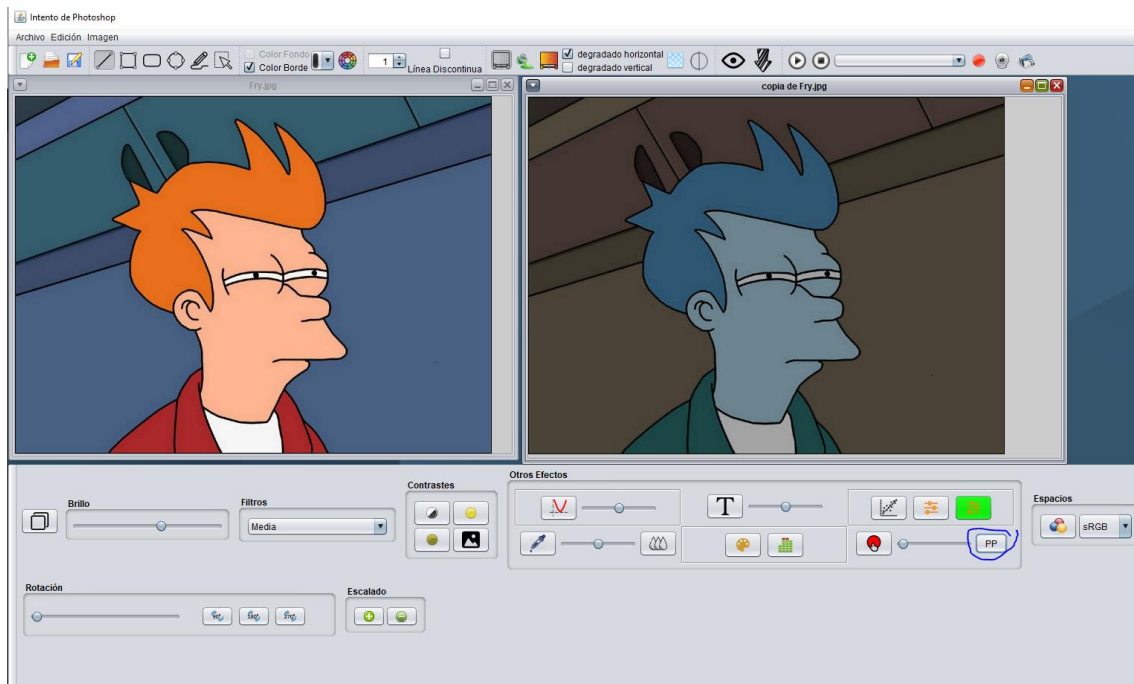 Intento de Photoshop
Archivo Edición Imagen
Color Fondo
Color Borde
1
Línea Discontinua
degradado horizontal
degradado vertical
Fry.jpg
copia de Fry.jpg
Brillo
Filtros
Media
Contrastes
Otros Efectos
T
PP
Espacios
sRGB
Rotación
Escalado